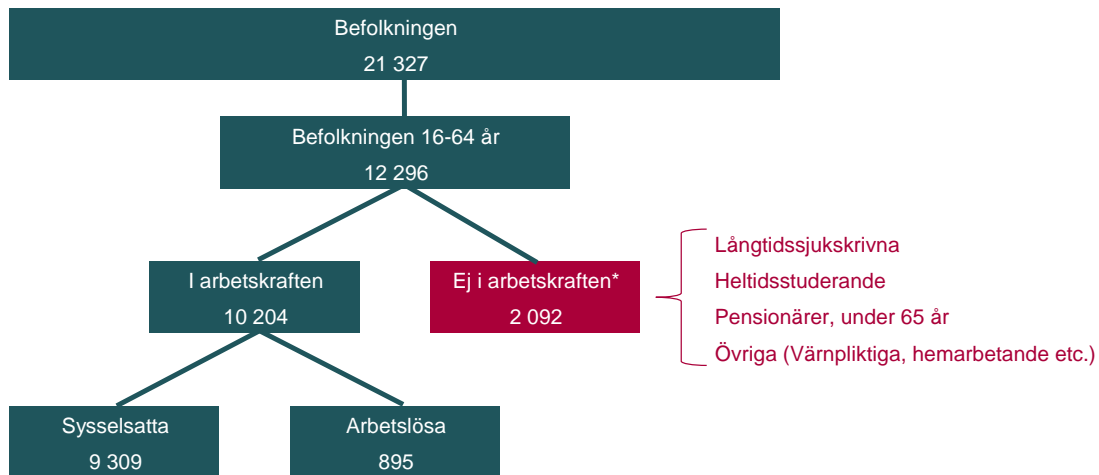 Befolkningen
21 327
Befolkningen 16-64 år
12 296
I arbetskraften
10 204
Ej i arbetskraften*
2 092
Långtidssjukskrivna
Heltidsstuderande
Pensionärer, under 65 år
Övriga (Värnpliktiga, hemarbetande etc.)
Sysselsatta
9 309
Arbetslösa
895